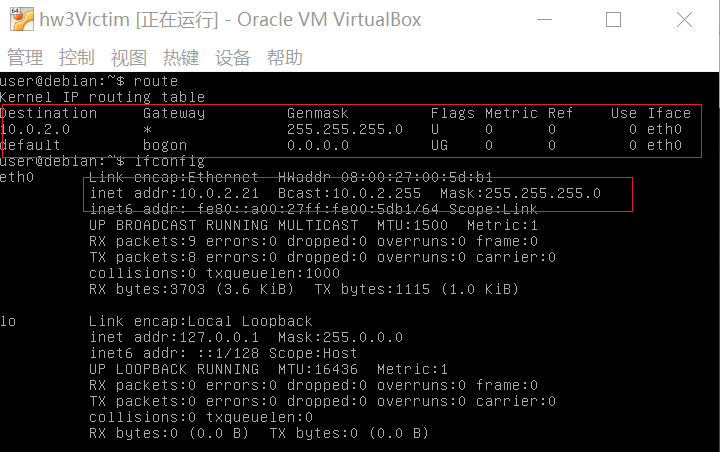 64
hw3Victim [正在运行] - Oracle VM VirtualBox
管理 控制 视图 热键 设备 帮助
user@debian:~$ route
Kernel IP routing table
Destination Gateway Genmask Flags Metric Ref Use Iface
10.0.2.0 * 255.255.255.0 U 0 0 0 eth0
default bogon 0.0.0.0 UG 0 0 0 eth0
user@debian:~$ ifconfig
eth0 Link encap:Ethernet HWaddr 08:00:27:00:5d:b1
inet addr:10.0.2.21 Bcast:10.0.2.255 Mask:255.255.255.0
inet6 addr: fe80::a00:27ff:fe00:5db1/64 Scope:Link
UP BROADCAST RUNNING MULTICAST MTU:1500 Metric:1
RX packets:9 errors:0 dropped:0 overruns:0 frame:0
TX packets:8 errors:0 dropped:0 overruns:0 carrier:0
collisions:0 txqueuelen:1000
RX bytes:3703 (3.6 KiB) TX bytes:1115 (1.0 KiB)
lo Link encap:Local Loopback
inet addr:127.0.0.1 Mask:255.0.0.0
inet6 addr: ::1/128 Scope:Host
UP LOOPBACK RUNNING MTU:16436 Metric:1
RX packets:0 errors:0 dropped:0 overruns:0 frame:0
TX packets:0 errors:0 dropped:0 overruns:0 carrier:0
collisions:0 txqueuelen:0
RX bytes:0 (0.0 B) TX bytes:0 (0.0 B)